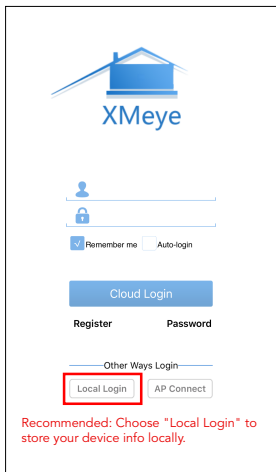 XMeye
Remember me Auto-login
Cloud Login
Register Password
Other Ways Login
Local Login AP Connect
Recommended: Choose "Local Login" to
store your device info locally.